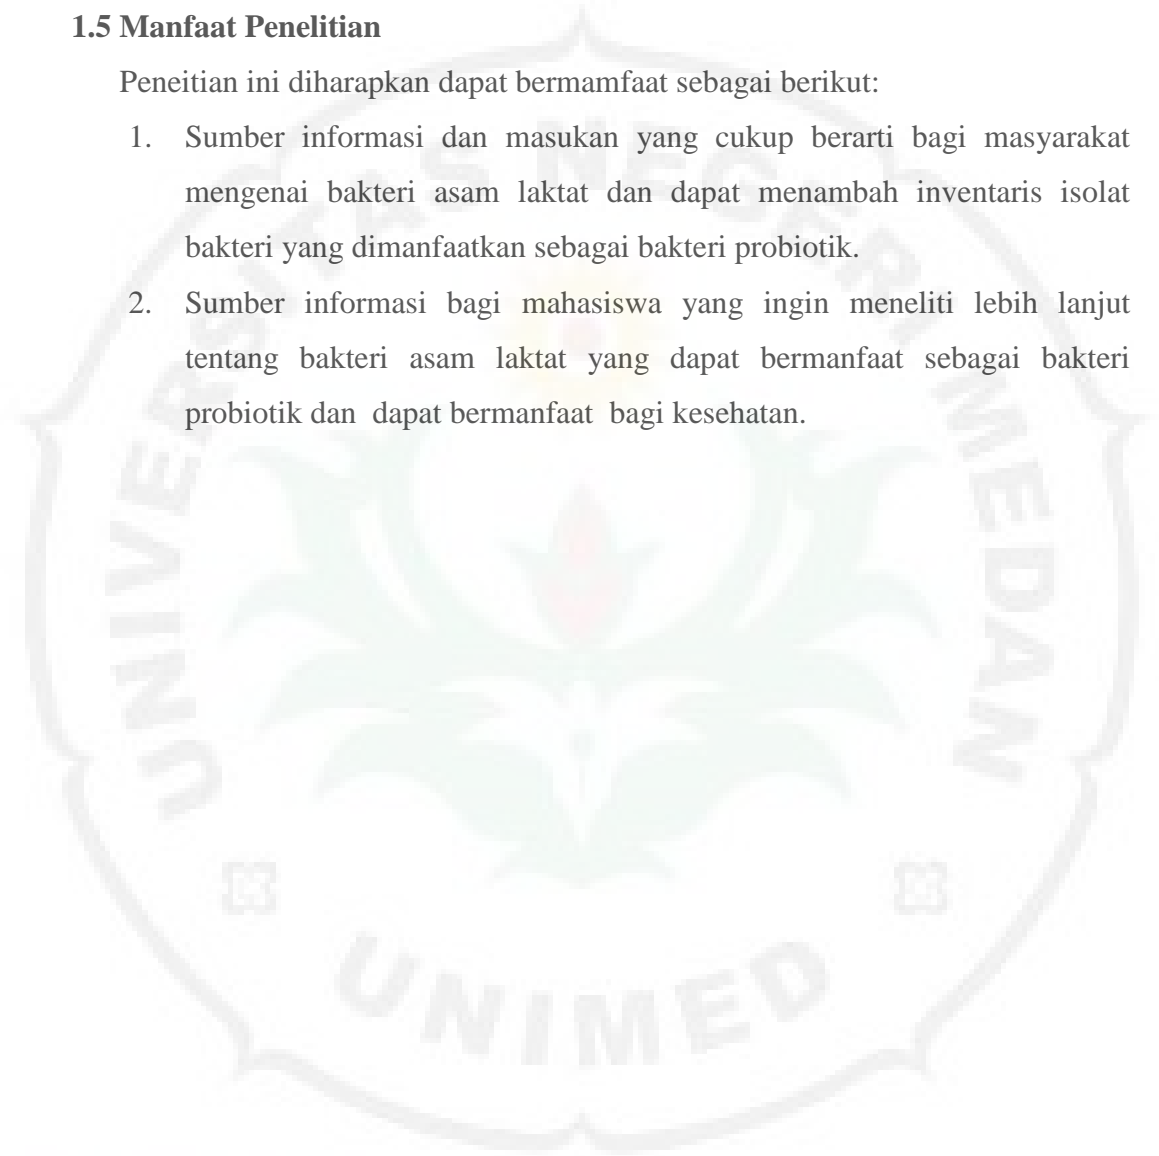 1.5 Manfaat Penelitian
Peneitian ini diharapkan dapat bermamfaat sebagai berikut:
1. Sumber informasi dan masukan yang cukup berarti bagi masyarakat
mengenai bakteri asam laktat dan dapat menambah inventaris isolat
bakteri yang dimanfaatkan sebagai bakteri probiotik.
2. Sumber informasi bagi mahasiswa yang ingin meneliti lebih lanjut
tentang bakteri asam laktat yang dapat bermanfaat sebagai bakteri
probiotik dan  dapat bermanfaat  bagi kesehatan.
UNIVERSITAS NEGERI MEDAN
UNIMED